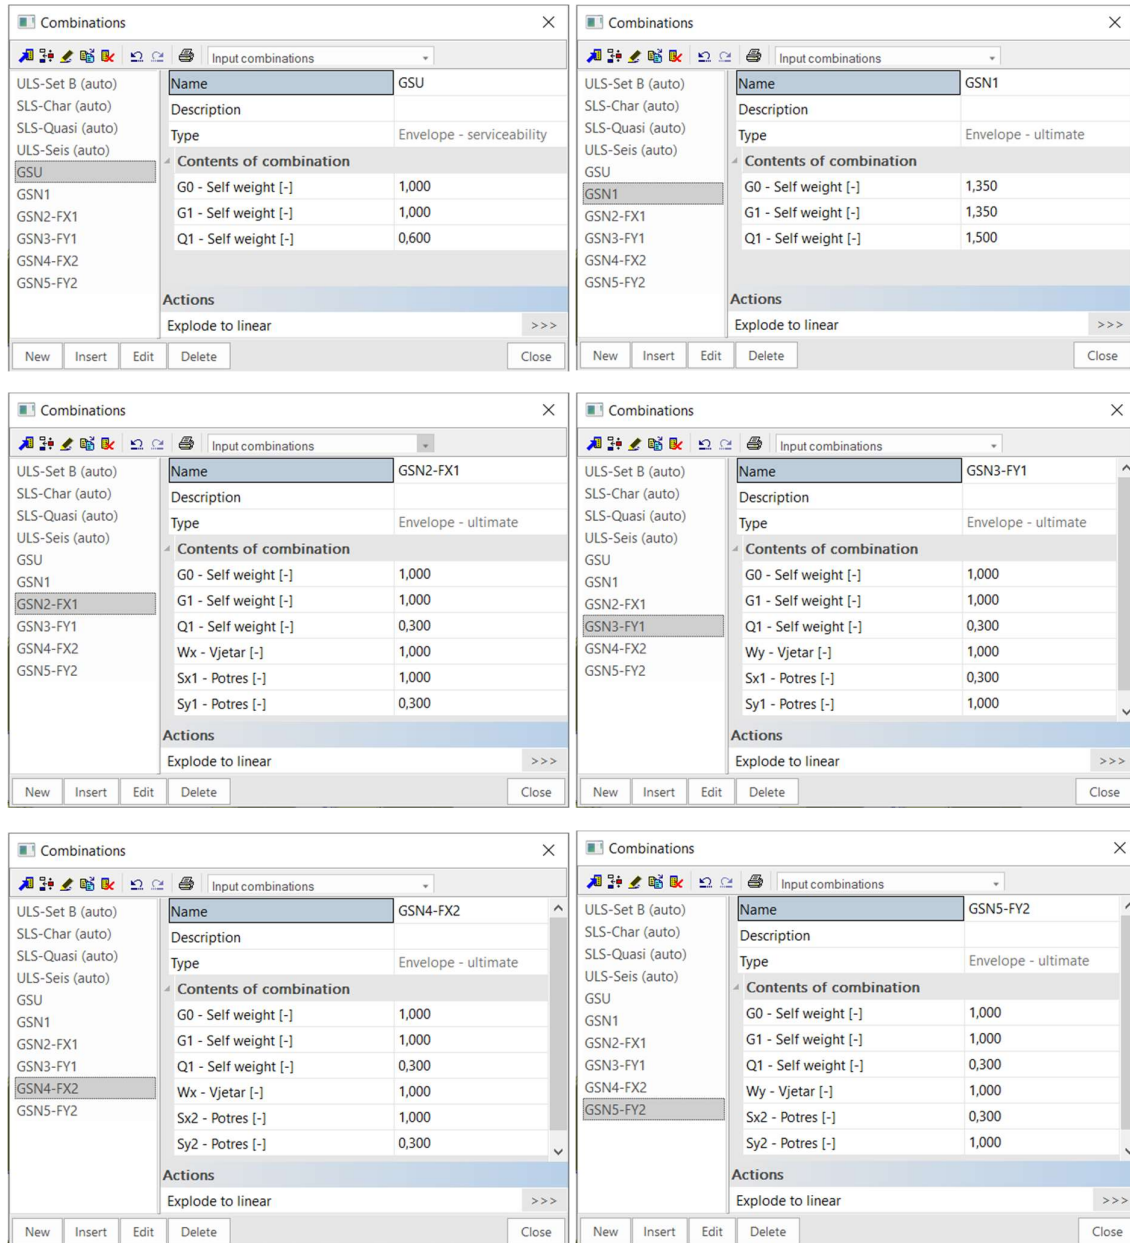 Combinations
Input combinations
ULS-Set B (auto)
SLS-Char (auto)
SLS-Quasi (auto)
ULS-Seis (auto)
GSU
GSN1
GSN2-FX1
GSN3-FY1
GSN4-FX2
GSN5-FY2
Name GSU
Description
Type Envelope - serviceability
Contents of combination
G0 - Self weight [-] 1,000
G1 - Self weight [-] 1,000
Q1 - Self weight [-] 0,600
Actions
Explode to linear >>>
New Insert Edit Delete Close
Combinations
Input combinations
ULS-Set B (auto)
SLS-Char (auto)
SLS-Quasi (auto)
ULS-Seis (auto)
GSU
GSN1
GSN2-FX1
GSN3-FY1
GSN4-FX2
GSN5-FY2
Name GSN1
Description
Type Envelope - ultimate
Contents of combination
G0 - Self weight [-] 1,350
G1 - Self weight [-] 1,350
Q1 - Self weight [-] 1,500
Actions
Explode to linear >>>
New Insert Edit Delete Close
Combinations
Input combinations
ULS-Set B (auto)
SLS-Char (auto)
SLS-Quasi (auto)
ULS-Seis (auto)
GSU
GSN1
GSN2-FX1
GSN3-FY1
GSN4-FX2
GSN5-FY2
Name GSN2-FX1
Description
Type Envelope - ultimate
Contents of combination
G0 - Self weight [-] 1,000
G1 - Self weight [-] 1,000
Q1 - Self weight [-] 0,300
Wx - Vjetar [-] 1,000
Sx1 - Potres [-] 1,000
Sy1 - Potres [-] 0,300
Actions
Explode to linear >>>
New Insert Edit Delete Close
Combinations
Input combinations
ULS-Set B (auto)
SLS-Char (auto)
SLS-Quasi (auto)
ULS-Seis (auto)
GSU
GSN1
GSN2-FX1
GSN3-FY1
GSN4-FX2
GSN5-FY2
Name GSN3-FY1
Description
Type Envelope - ultimate
Contents of combination
G0 - Self weight [-] 1,000
G1 - Self weight [-] 1,000
Q1 - Self weight [-] 0,300
Wy - Vjetar [-] 1,000
Sx1 - Potres [-] 0,300
Sy1 - Potres [-] 1,000
Actions
Explode to linear >>>
New Insert Edit Delete Close
Combinations
Input combinations
ULS-Set B (auto)
SLS-Char (auto)
SLS-Quasi (auto)
ULS-Seis (auto)
GSU
GSN1
GSN2-FX1
GSN3-FY1
GSN4-FX2
GSN5-FY2
Name GSN4-FX2
Description
Type Envelope - ultimate
Contents of combination
G0 - Self weight [-] 1,000
G1 - Self weight [-] 1,000
Q1 - Self weight [-] 0,300
Wx - Vjetar [-] 1,000
Sx2 - Potres [-] 1,000
Sy2 - Potres [-] 0,300
Actions
Explode to linear >>>
New Insert Edit Delete Close
Combinations
Input combinations
ULS-Set B (auto)
SLS-Char (auto)
SLS-Quasi (auto)
ULS-Seis (auto)
GSU
GSN1
GSN2-FX1
GSN3-FY1
GSN4-FX2
GSN5-FY2
Name GSN5-FY2
Description
Type Envelope - ultimate
Contents of combination
G0 - Self weight [-] 1,000
G1 - Self weight [-] 1,000
Q1 - Self weight [-] 0,300
Wy - Vjetar [-] 1,000
Sx2 - Potres [-] 0,300
Sy2 - Potres [-] 1,000
Actions
Explode to linear >>>
New Insert Edit Delete Close